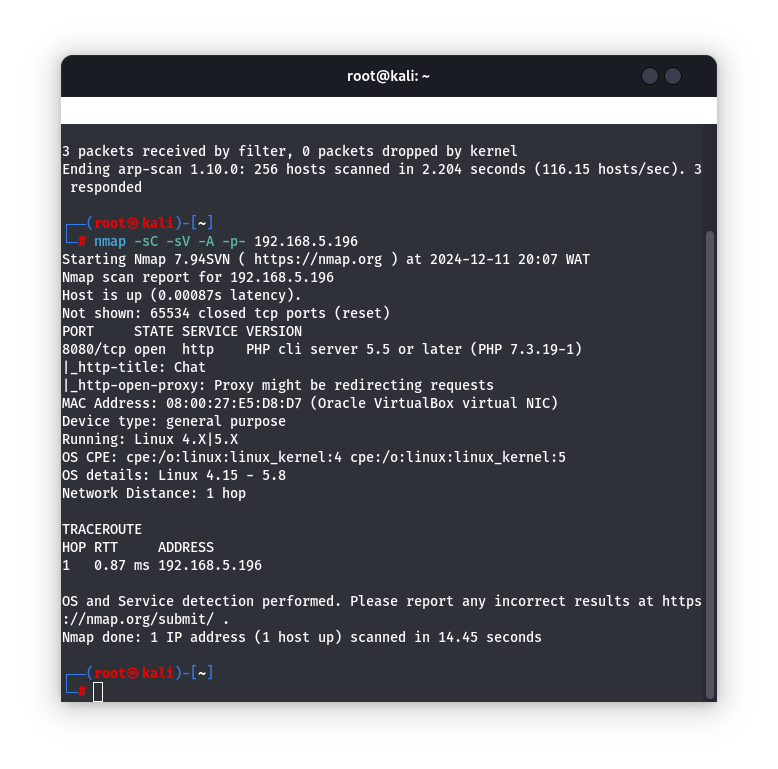 root@kali: ~
3 packets received by filter, 0 packets dropped by kernel
Ending arp-scan 1.10.0: 256 hosts scanned in 2.204 seconds (116.15 hosts/sec). 3
 responded
┌──(root㉿kali)-[~]
└─# nmap -sC -sV -A -p- 192.168.5.196
Starting Nmap 7.94SVN ( https://nmap.org ) at 2024-12-11 20:07 WAT
Nmap scan report for 192.168.5.196
Host is up (0.00087s latency).
Not shown: 65534 closed tcp ports (reset)
PORT     STATE SERVICE VERSION
8080/tcp open  http    PHP cli server 5.5 or later (PHP 7.3.19-1)
|_http-title: Chat
|_http-open-proxy: Proxy might be redirecting requests
MAC Address: 08:00:27:E5:D8:D7 (Oracle VirtualBox virtual NIC)
Device type: general purpose
Running: Linux 4.X|5.X
OS CPE: cpe:/o:linux:linux_kernel:4 cpe:/o:linux:linux_kernel:5
OS details: Linux 4.15 - 5.8
Network Distance: 1 hop
TRACEROUTE
HOP RTT     ADDRESS
1   0.87 ms 192.168.5.196
OS and Service detection performed. Please report any incorrect results at https
://nmap.org/submit/ .
Nmap done: 1 IP address (1 host up) scanned in 14.45 seconds
┌──(root㉿kali)-[~]
└─#